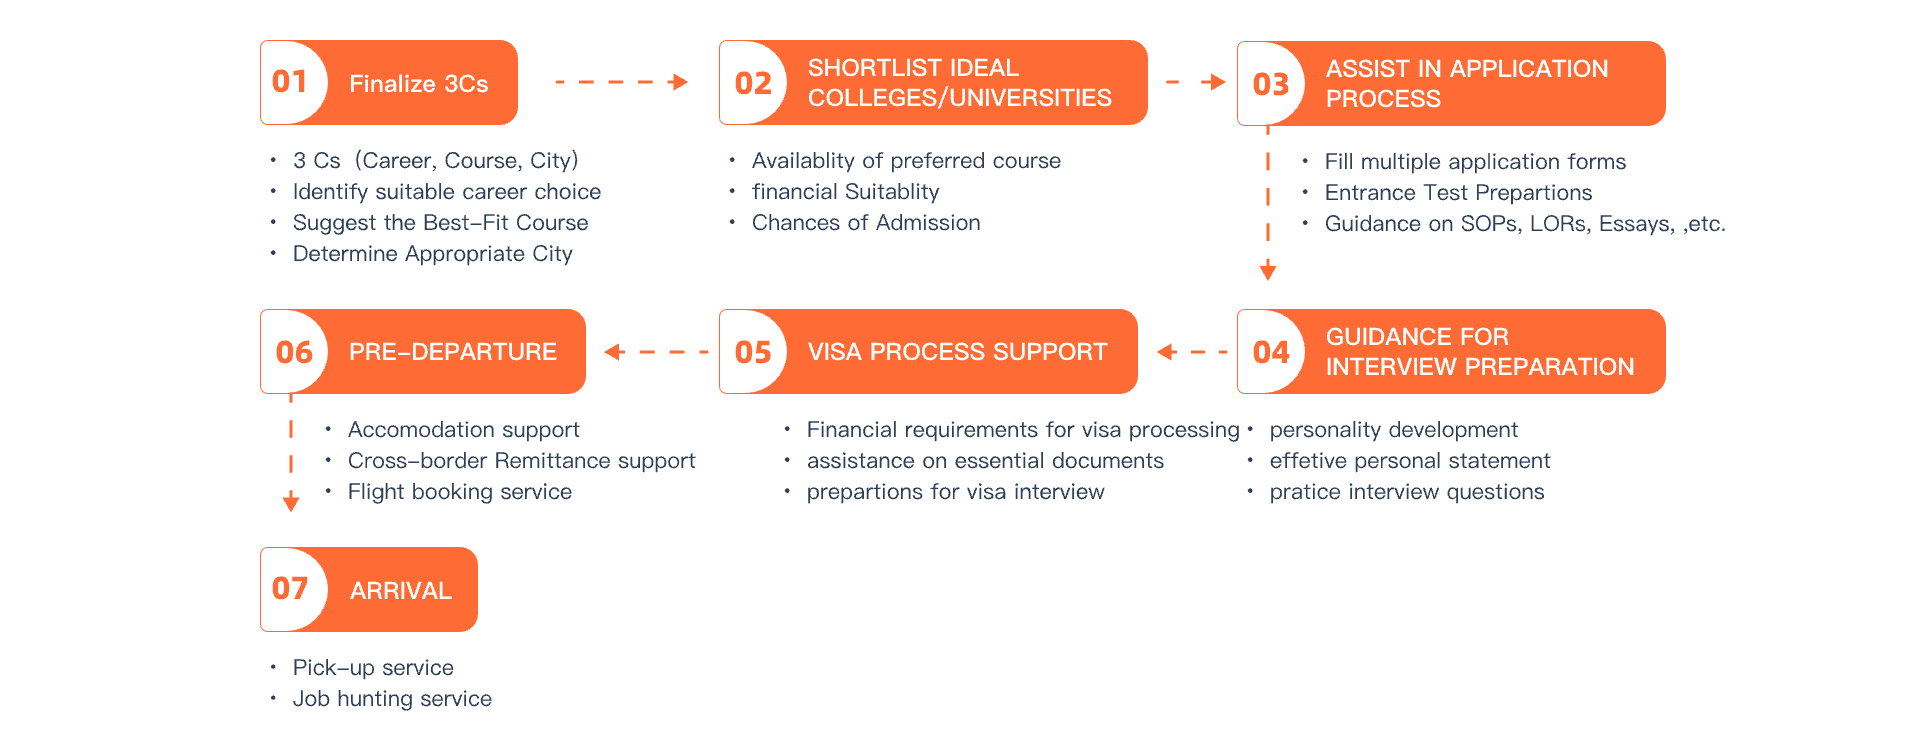 01 Finalize 3Cs
• 3 Cs (Career, Course, City)
• Identify suitable career choice
• Suggest the Best-Fit Course
• Determine Appropriate City
02 SHORTLIST IDEAL
COLLEGES/UNIVERSITIES
• Availablity of preferred course
• financial Suitablity
• Chances of Admission
03 ASSIST IN APPLICATION
PROCESS
• Fill multiple application forms
• Entrance Test Prepartions
• Guidance on SOPs, LORs, Essays, ,etc.
04 GUIDANCE FOR
INTERVIEW PREPARATION
• personality development
• effetive personal statement
• pratice interview questions
05 VISA PROCESS SUPPORT
• Financial requirements for visa processing
• assistance on essential documents
• prepartions for visa interview
06 PRE-DEPARTURE
• Accomodation support
• Cross-border Remittance support
• Flight booking service
07 ARRIVAL
• Pick-up service
• Job hunting service